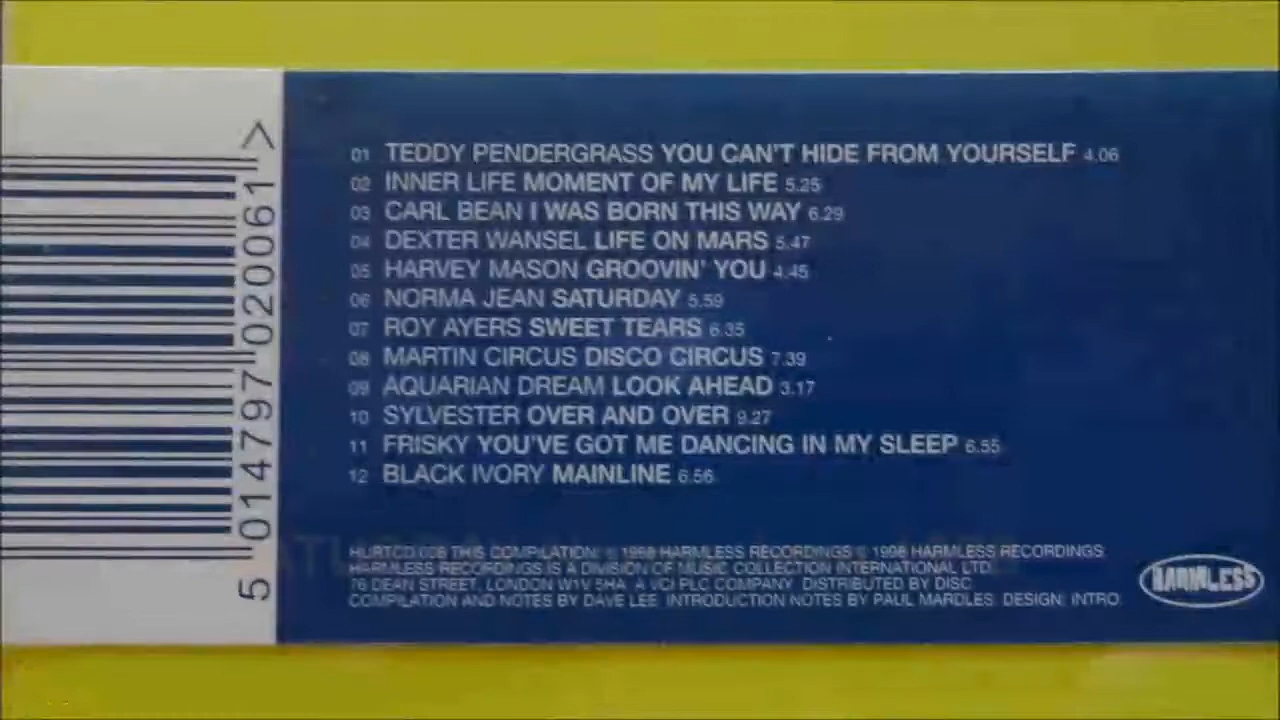 01 TEDDY PENDERGRASS YOU CAN'T HIDE FROM YOURSELF 4.06
02 INNER LIFE MOMENT OF MY LIFE 5.25
03 CARL BEAN I WAS BORN THIS WAY 6.29
04 DEXTER WANSEL LIFE ON MARS 5.47
05 HARVEY MASON GROOVIN' YOU 4.45
06 NORMA JEAN SATURDAY 5.59
07 ROY AYERS SWEET TEARS 6.35
08 MARTIN CIRCUS DISCO CIRCUS 7.39
09 AQUARIAN DREAM LOOK AHEAD 3.17
10 SYLVESTER OVER AND OVER 9.27
11 FRISKY YOU'VE GOT ME DANCING IN MY SLEEP 6.55
12 BLACK IVORY MAINLINE 6.56
HURTCD.006 THIS COMPILATION: © 1998 HARMLESS RECORDINGS © 1998 HARMLESS RECORDINGS.
HARMLESS RECORDINGS IS A DIVISION OF MUSIC COLLECTION INTERNATIONAL LTD.
76 DEAN STREET, LONDON W1V 5HA. A VCI PLC COMPANY. DISTRIBUTED BY DISC.
COMPILATION AND NOTES BY DAVE LEE. INTRODUCTION NOTES BY PAUL MARDLES. DESIGN: INTRO
HARMLESS
5 014797 020061 >